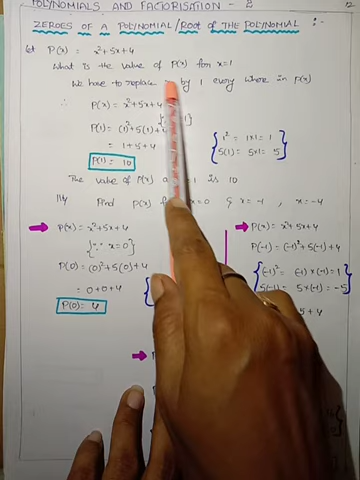 POLYNOMIALS AND FACTORISATION - 2
12
ZEROES OF A POLYNOMIAL /Root of THE POLYNOMIAL :-
let P(x) = x²+5x+4
What Is the value of P(x) for x=1
We have to replace by 1 every where in P(x)
∴ P(x) = x²+5x+4
P(1) = (1)²+5(1)+
= 1+5+4
P(1) = 10
{ 1² = 1×1 = 1
5(1) = 5×1 = 5 }
The value of P(x) is 10
|||ly Find P(x) x=0 & x=-1 , x=-4
P(x) = x²+5x+4
{∵ x=0}
P(0) = (0)²+5(0)+4
= 0+0+4
P(0) = 4
P(x) = x²+5x+4
P(-1) = (-1)²+5(-1)+4
{ (-1)² = (-1)×(-1) = 1
5(-1) = 5×(-1) = -5 }
5+4